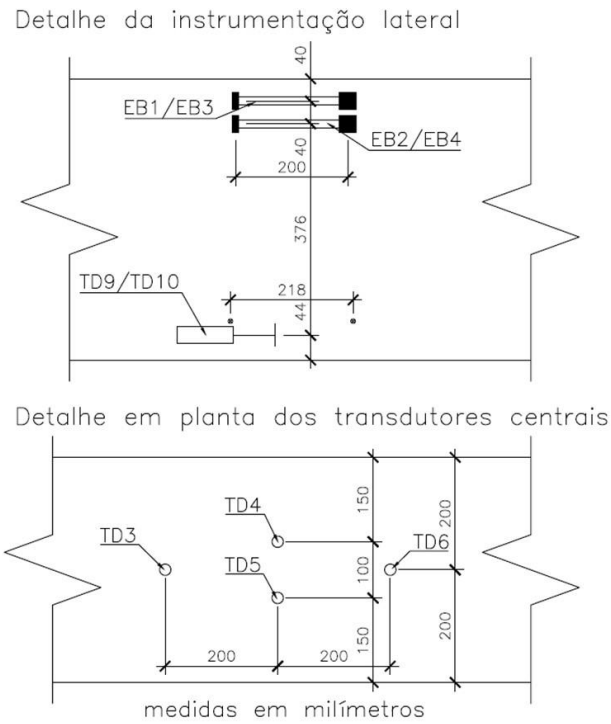 Detalhe da instrumentação lateral
40
EB1/EB3
EB2/EB4
40
200
376
TD9/TD10
218
44
Detalhe em planta dos transdutores centrais
TD4
150
200
TD3
TD6
TD5
100
200
200
150
200
medidas em milímetros